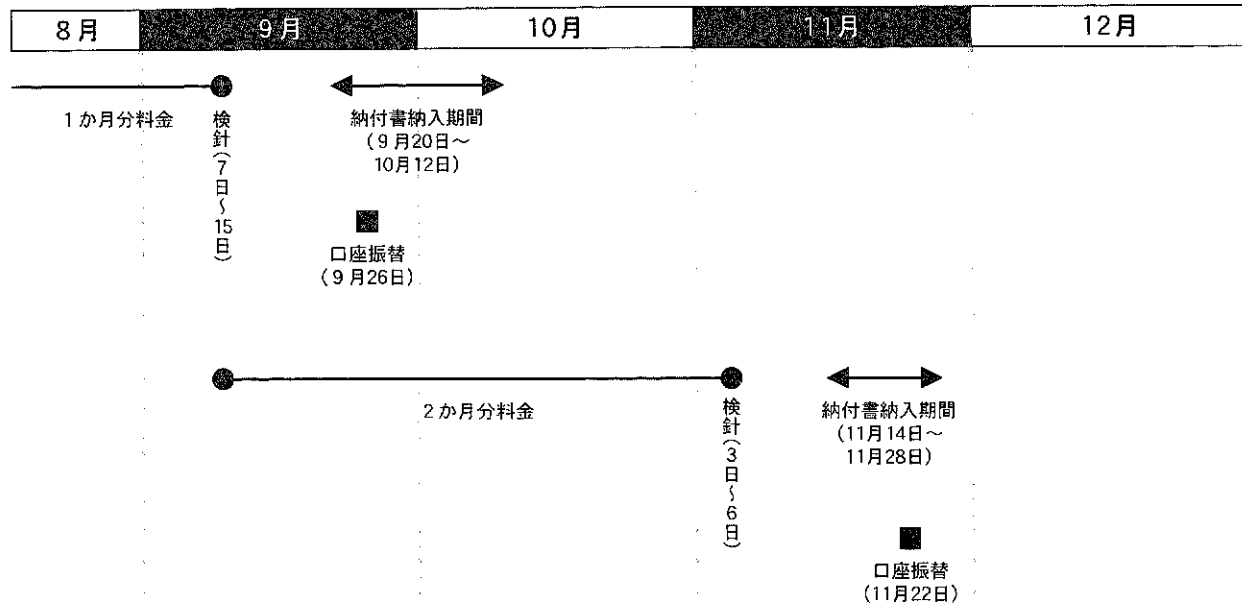 8月 9月 10月 11月 12月
1か月分料金
検針(7日〜15日)
納付書納入期間
(9月20日〜
10月12日)
口座振替
(9月26日)
2か月分料金
検針(3日〜6日)
納付書納入期間
(11月14日〜
11月28日)
口座振替
(11月22日)